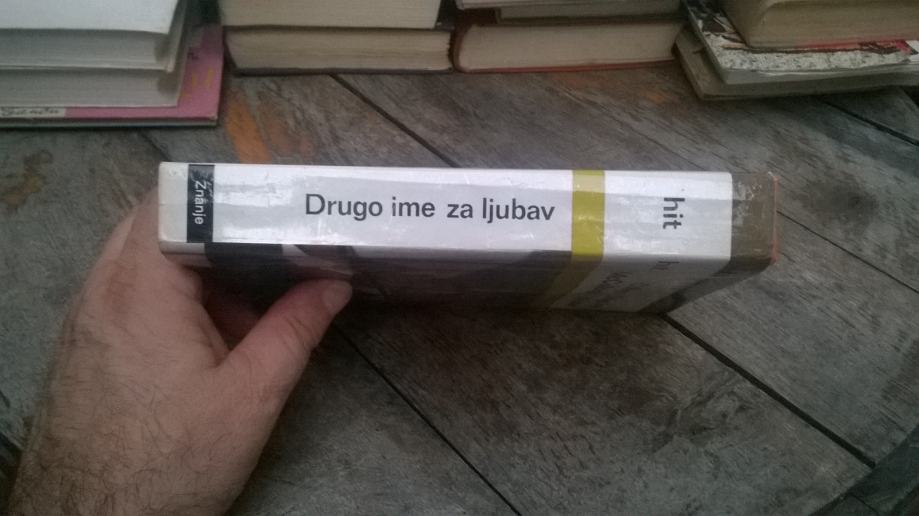 Znanje
Drugo ime za ljubav
hit